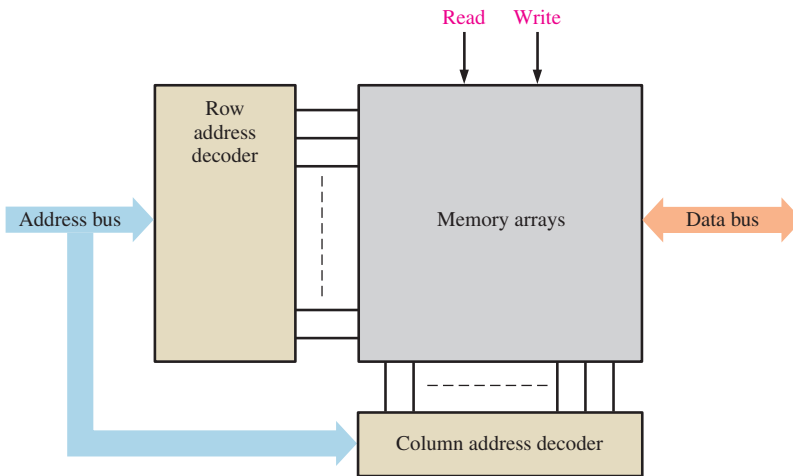 Read
Write
Row
address
decoder
Address bus
Memory arrays
Data bus
Column address decoder